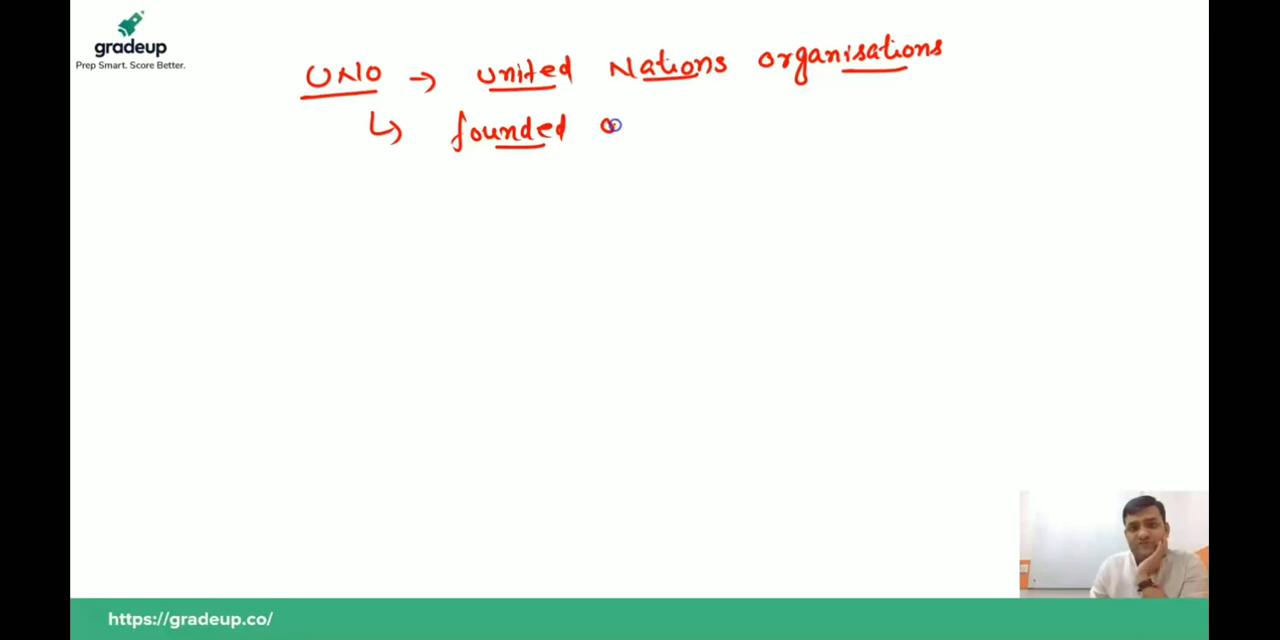 gradeup
Prep Smart. Score Better.
UNO → United Nations organisations
↳ founded
https://gradeup.co/